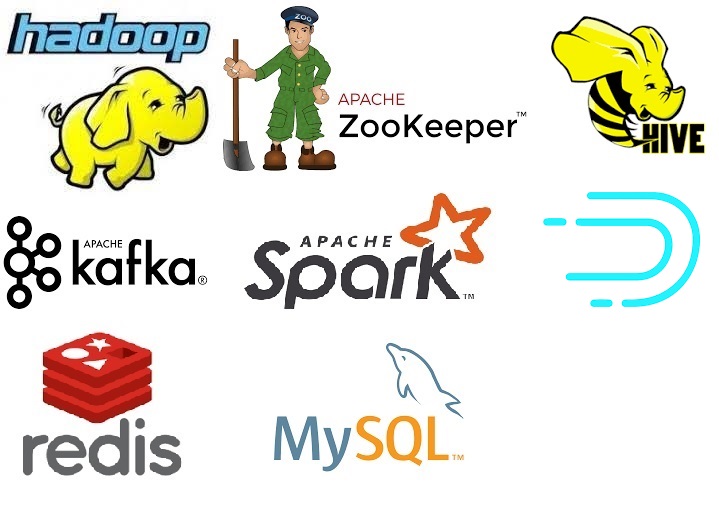 hadoop
ZOO
APACHE
ZooKeeper™
HIVE
APACHE
kafka®
APACHE
Spark™
redis
MySQL™